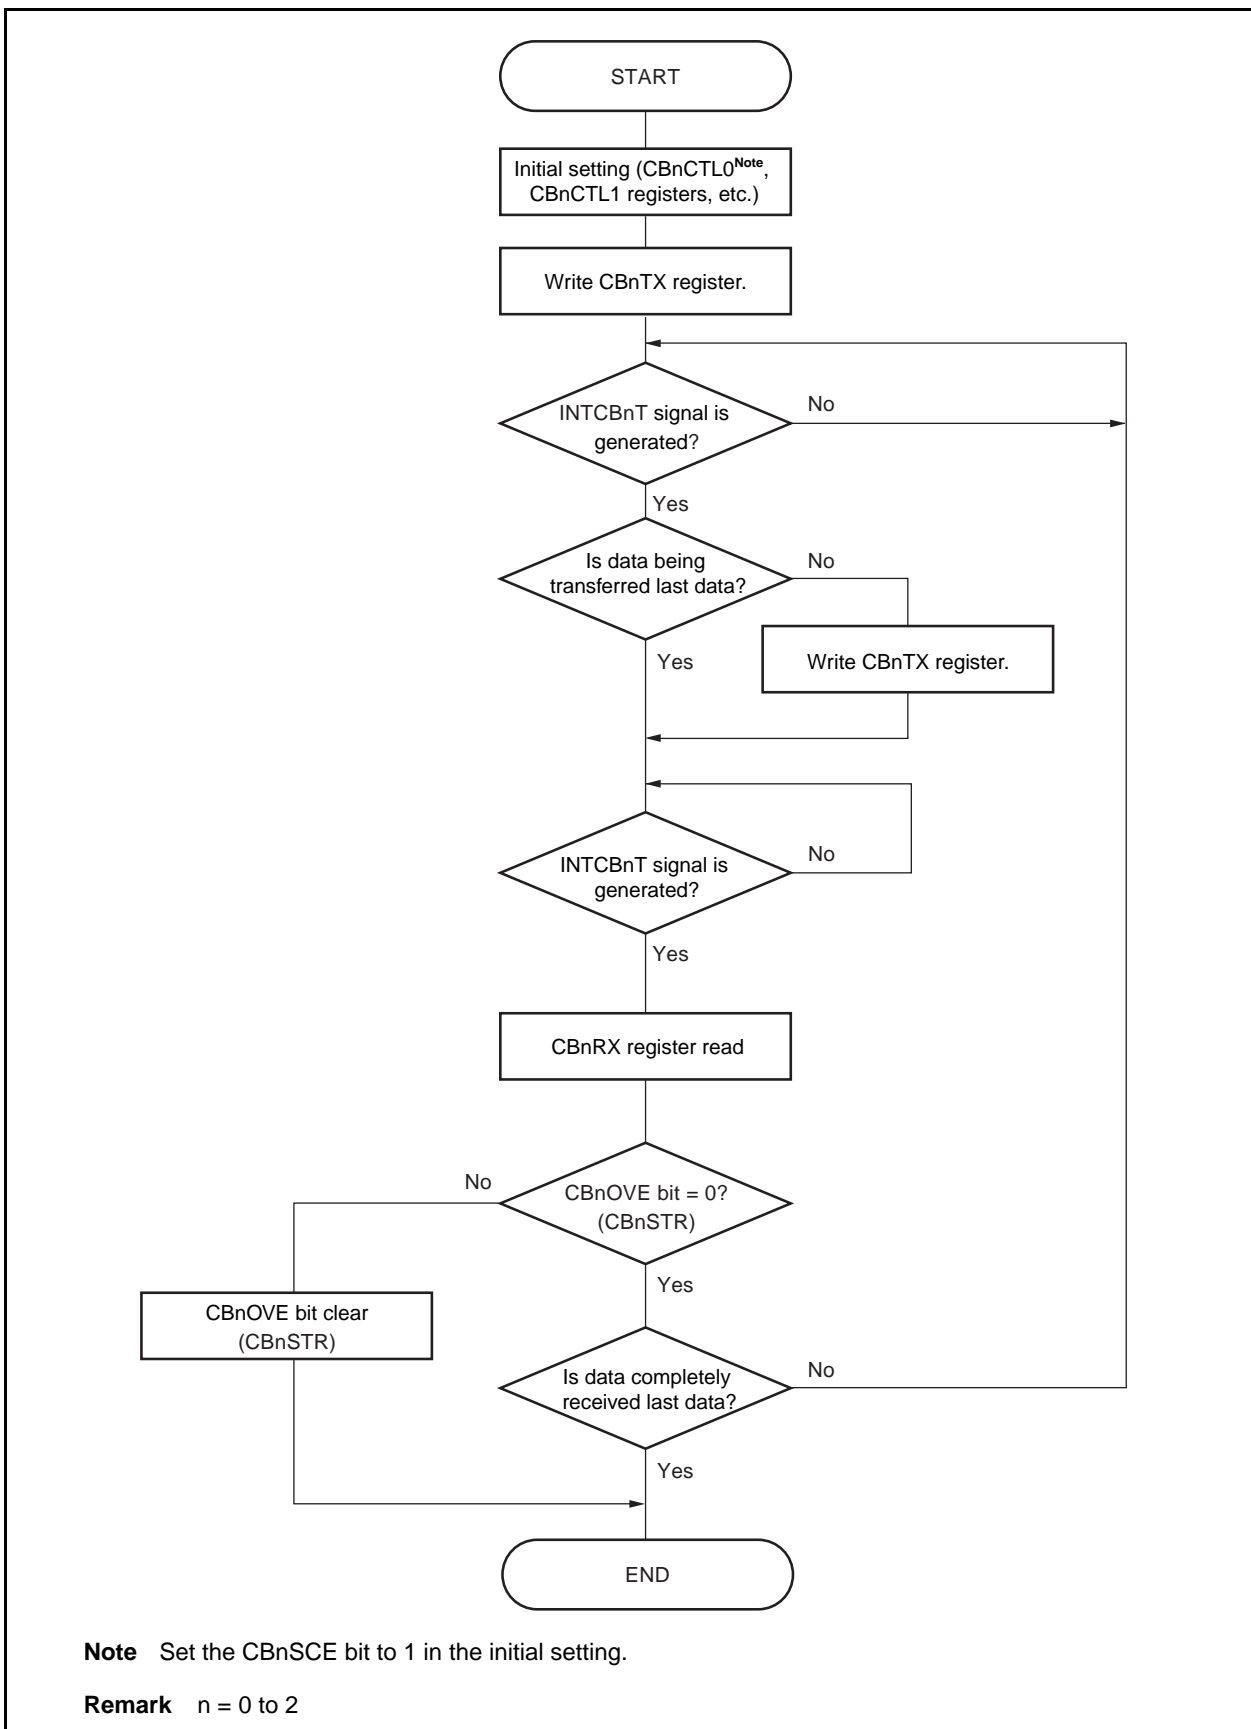 START
Initial setting (CBnCTL0Note,
CBnCTL1 registers, etc.)
Write CBnTX register.
INTCBnT signal is
generated?
No
Yes
Is data being
transferred last data?
No
Yes
Write CBnTX register.
INTCBnT signal is
generated?
No
Yes
CBnRX register read
CBnOVE bit = 0?
(CBnSTR)
No
Yes
CBnOVE bit clear
(CBnSTR)
Is data completely
received last data?
No
Yes
END
Note Set the CBnSCE bit to 1 in the initial setting.
Remark n = 0 to 2